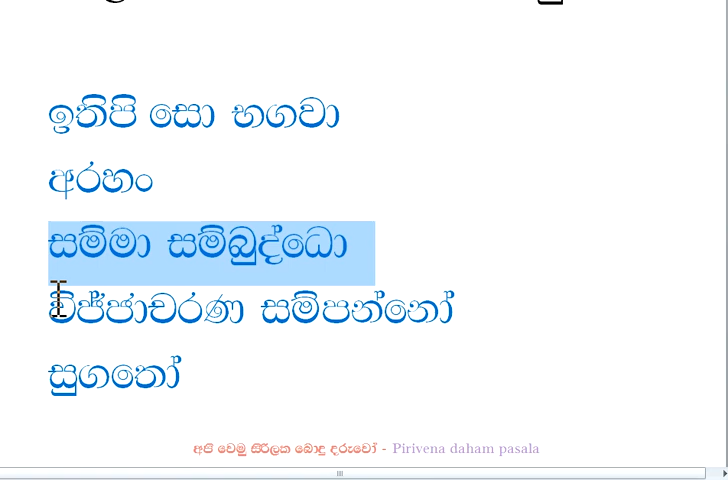 ඉතිපි සො භගවා
අරහං
සම්මා සම්බුද්ධො
විජ්ජාචරණ සම්පන්නෝ
සුගතෝ
අපි වෙමු සිරිලක බොදු දරුවෝ - Pirivena daham pasala